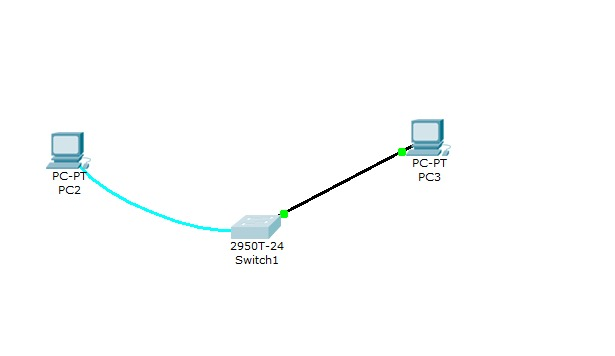 PC-PT
PC2
2950T-24
Switch1
PC-PT
PC3